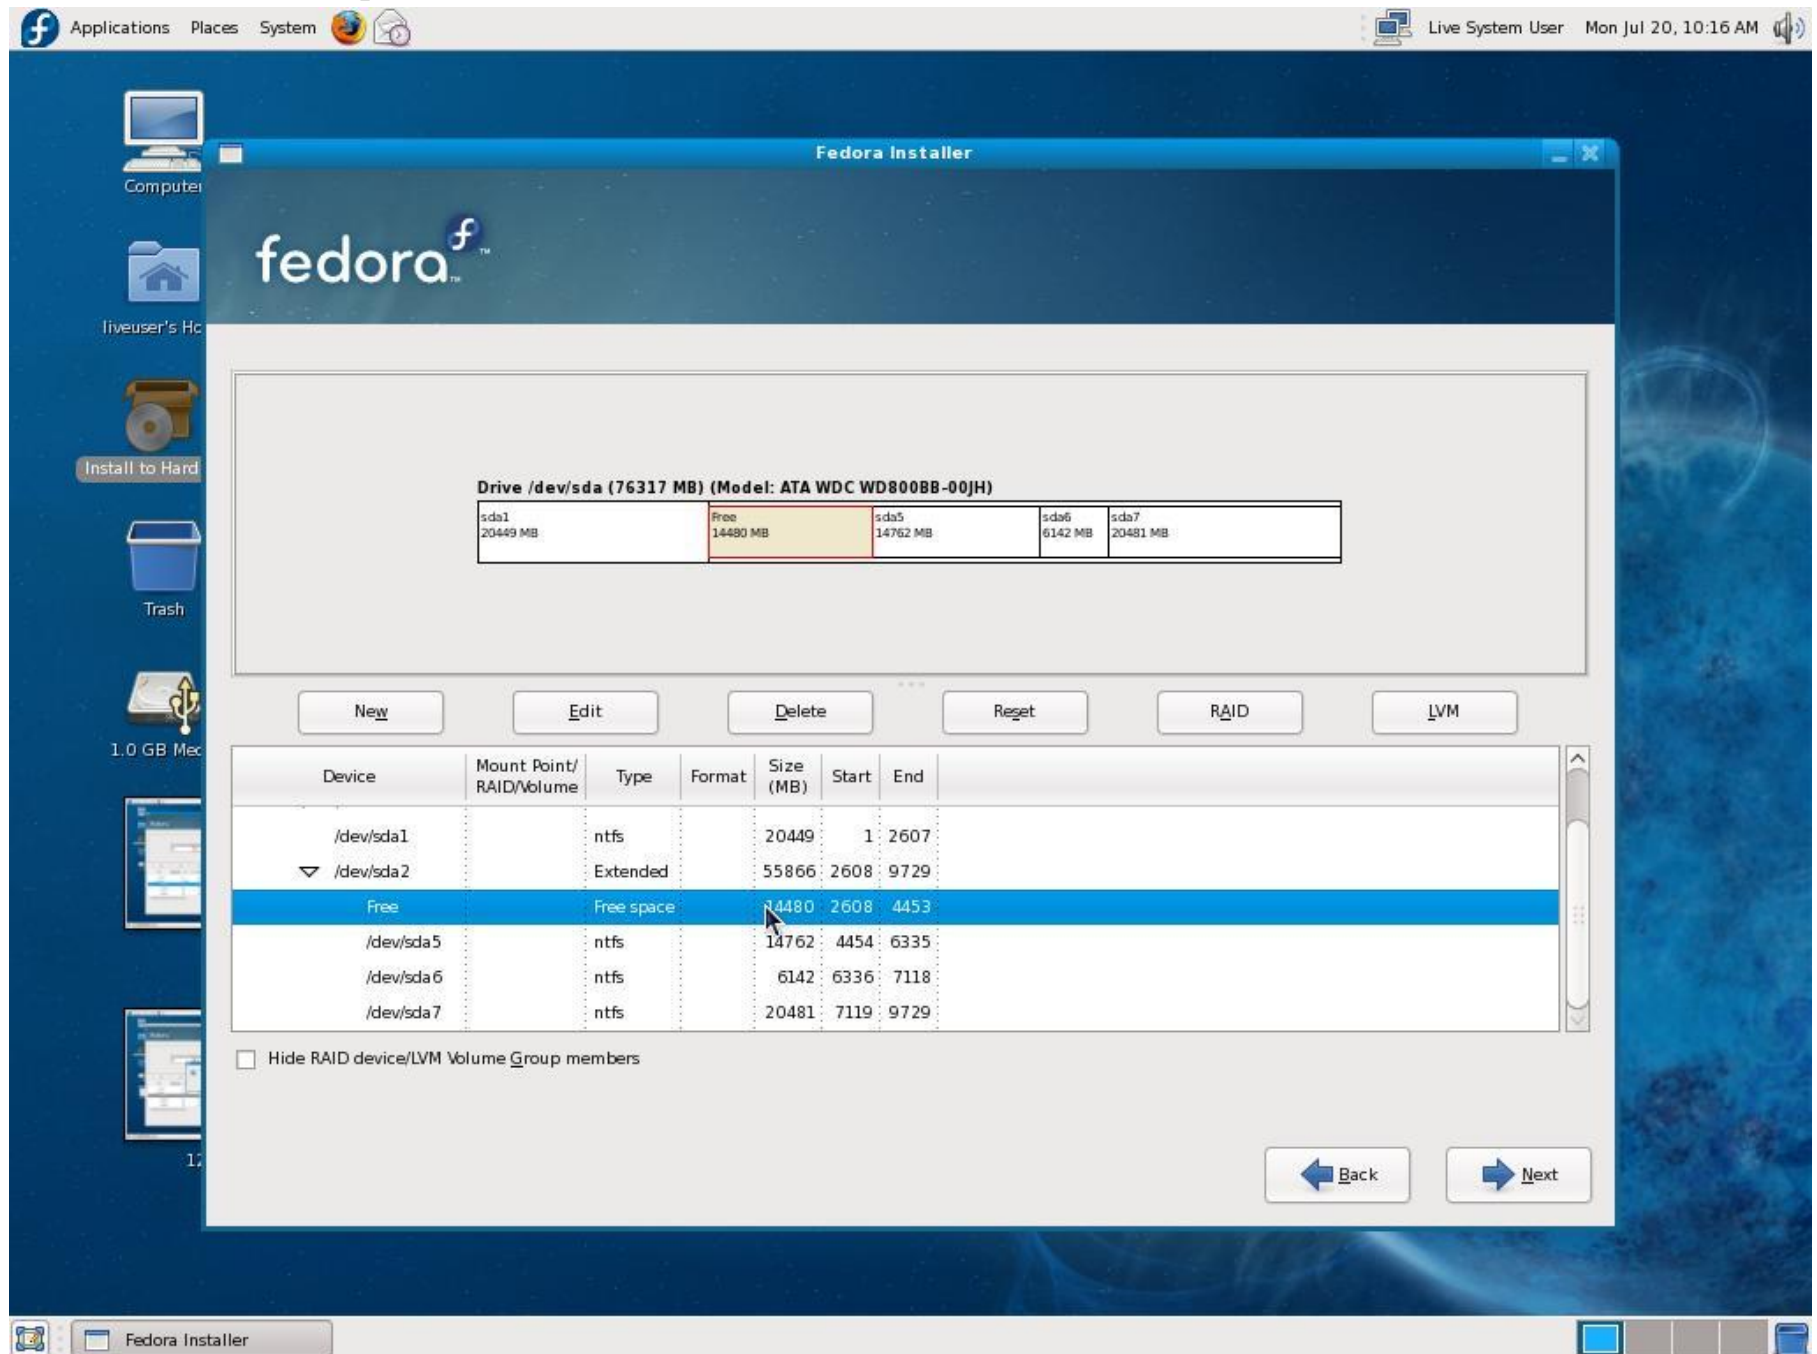 Applications Places System Live System User Mon Jul 20, 10:16 AM
Computer
liveuser's Ho
Install to Hard
Trash
1.0 GB Med
12
Fedora Installer
fedora
Drive /dev/sda (76317 MB) (Model: ATA WDC WD800BB-00JH)
sda1 Free sda5 sda6 sda7
20449 MB 14480 MB 14762 MB 6142 MB 20481 MB
New Edit Delete Reset RAID LVM
Device Mount Point/ RAID/Volume Type Format Size (MB) Start End
/dev/sda1 ntfs 20449 1 2607
/dev/sda2 Extended 55866 2608 9729
Free Free space 14480 2608 4453
/dev/sda5 ntfs 14762 4454 6335
/dev/sda6 ntfs 6142 6336 7118
/dev/sda7 ntfs 20481 7119 9729
Hide RAID device/LVM Volume Group members
Back Next
Fedora Installer